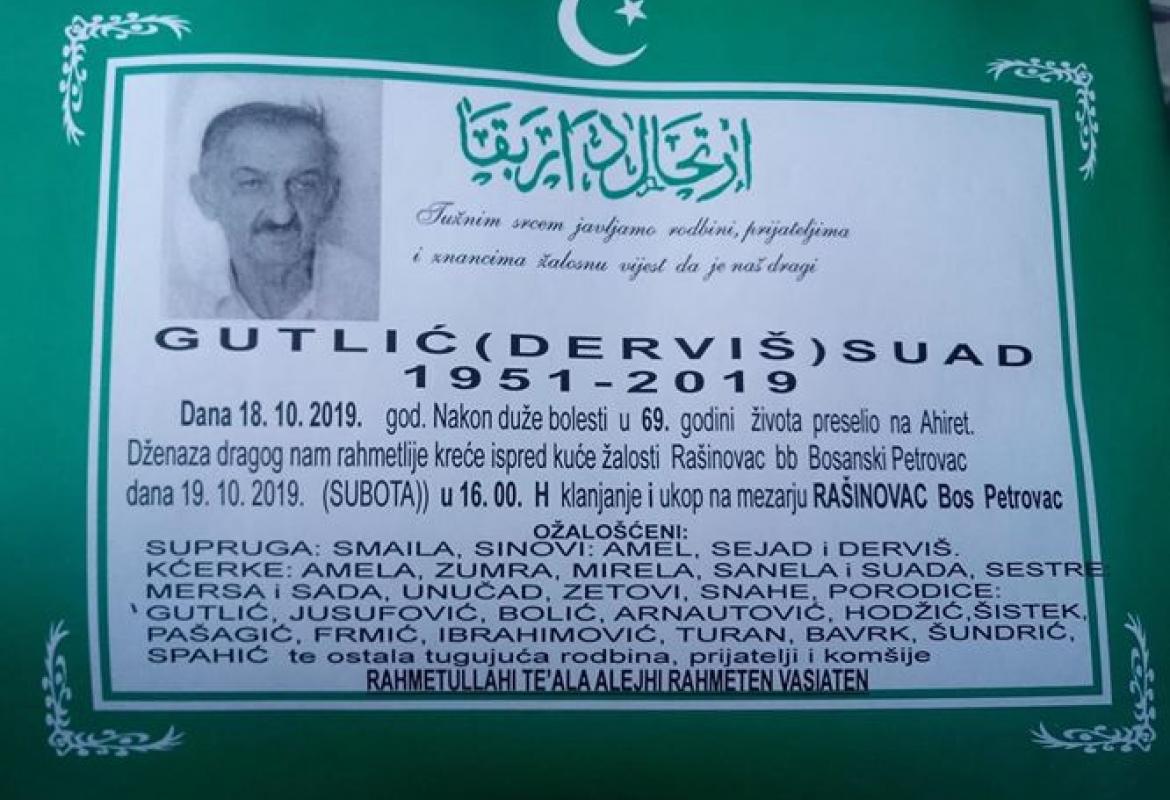 ارتحال دار بقا
Tužnim srcem javljamo rodbini, prijateljima
i znancima žalosnu vijest da je naš dragi
GUTLIĆ(DERVIŠ)SUAD
1951-2019
Dana 18. 10. 2019. god. Nakon duže bolesti u 69. godini života preselio na Ahiret.
Dženaza dragog nam rahmetlije kreće ispred kuće žalosti Rašinovac bb Bosanski Petrovac
dana 19. 10. 2019. (SUBOTA)) u 16. 00. H klanjanje i ukop na mezarju RAŠINOVAC Bos Petrovac
OŽALOŠĆENI:
SUPRUGA: SMAILA, SINOVI: AMEL, SEJAD i DERVIŠ.
KĆERKE: AMELA, ZUMRA, MIRELA, SANELA i SUADA, SESTRE:
MERSA i SADA, UNUČAD, ZETOVI, SNAHE, PORODICE:
GUTLIĆ, JUSUFOVIĆ, BOLIĆ, ARNAUTOVIĆ, HODŽIĆ,ŠISTEK,
PAŠAGIĆ, FRMIĆ, IBRAHIMOVIĆ, TURAN, BAVRK, ŠUNDRIĆ,
SPAHIĆ te ostala tugujuća rodbina, prijatelji i komšije
RAHMETULLAHI TE'ALA ALEJHI RAHMETEN VASIATEN